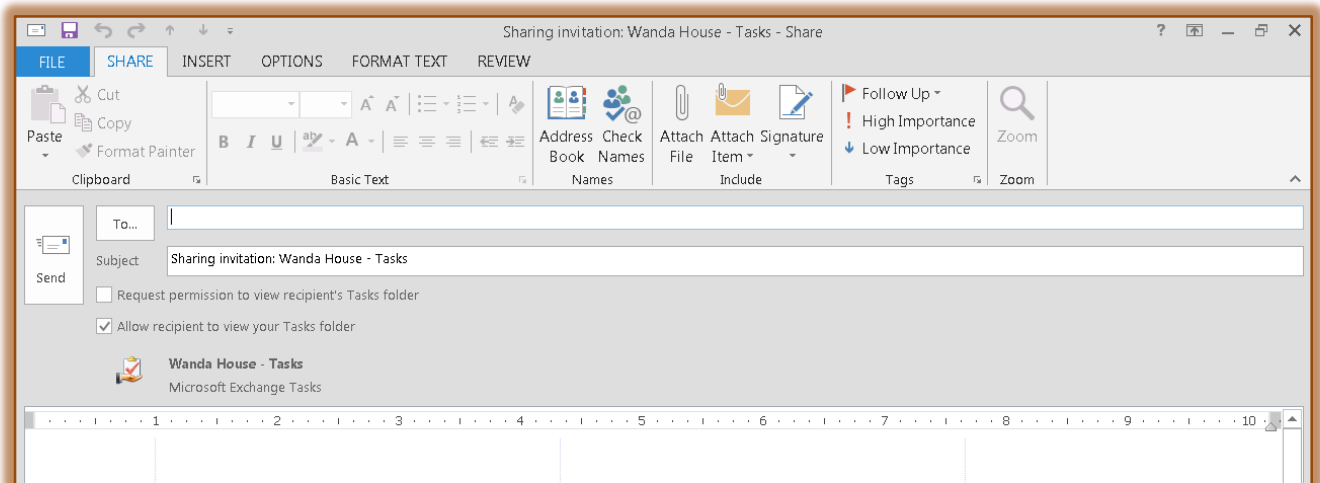 Sharing invitation: Wanda House - Tasks - Share
?
FILE SHARE INSERT OPTIONS FORMAT TEXT REVIEW
Paste
Cut
Copy
Format Painter
Clipboard
B I U aby A
A A
Basic Text
Address Book
Check Names
Names
Attach File
Attach Item
Signature
Include
Follow Up
! High Importance
Low Importance
Tags
Zoom
Zoom
Send
To...
Subject Sharing invitation: Wanda House - Tasks
Request permission to view recipient's Tasks folder
Allow recipient to view your Tasks folder
Wanda House - Tasks
Microsoft Exchange Tasks
1 2 3 4 5 6 7 8 9 10